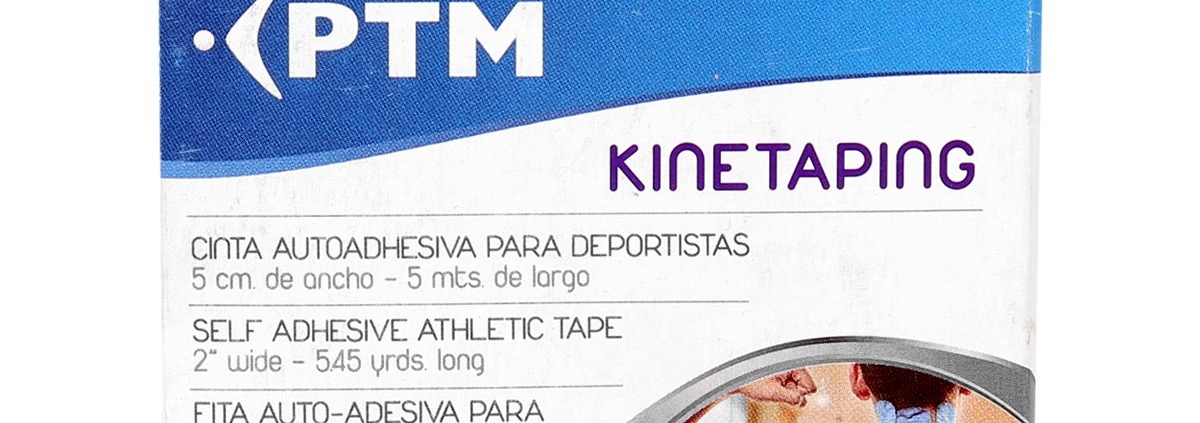 PTM
KINETAPING
CINTA AUTOADHESIVA PARA DEPORTISTAS
5 cm. de ancho - 5 mts. de largo
SELF ADHESIVE ATHLETIC TAPE
2" wide - 5.45 yrds. long
FITA AUTO-ADESIVA PARA